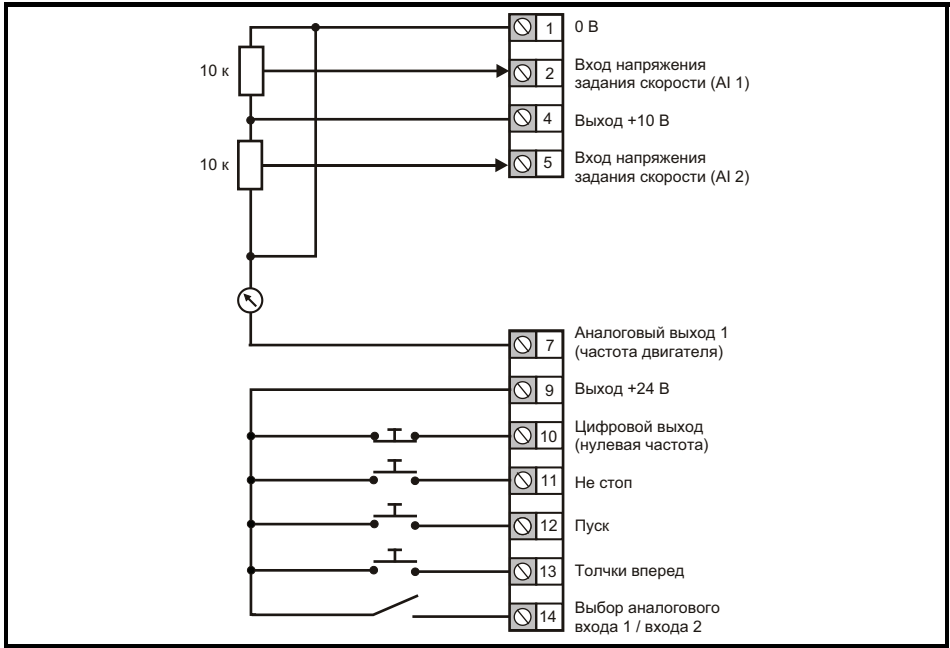 1 0 В
10 к
2 Вход напряжения
задания скорости (AI 1)
4 Выход +10 В
10 к
5 Вход напряжения
задания скорости (AI 2)
7 Аналоговый выход 1
(частота двигателя)
9 Выход +24 В
10 Цифровой выход
(нулевая частота)
11 Не стоп
12 Пуск
13 Толчки вперед
14 Выбор аналогового
входа 1 / входа 2